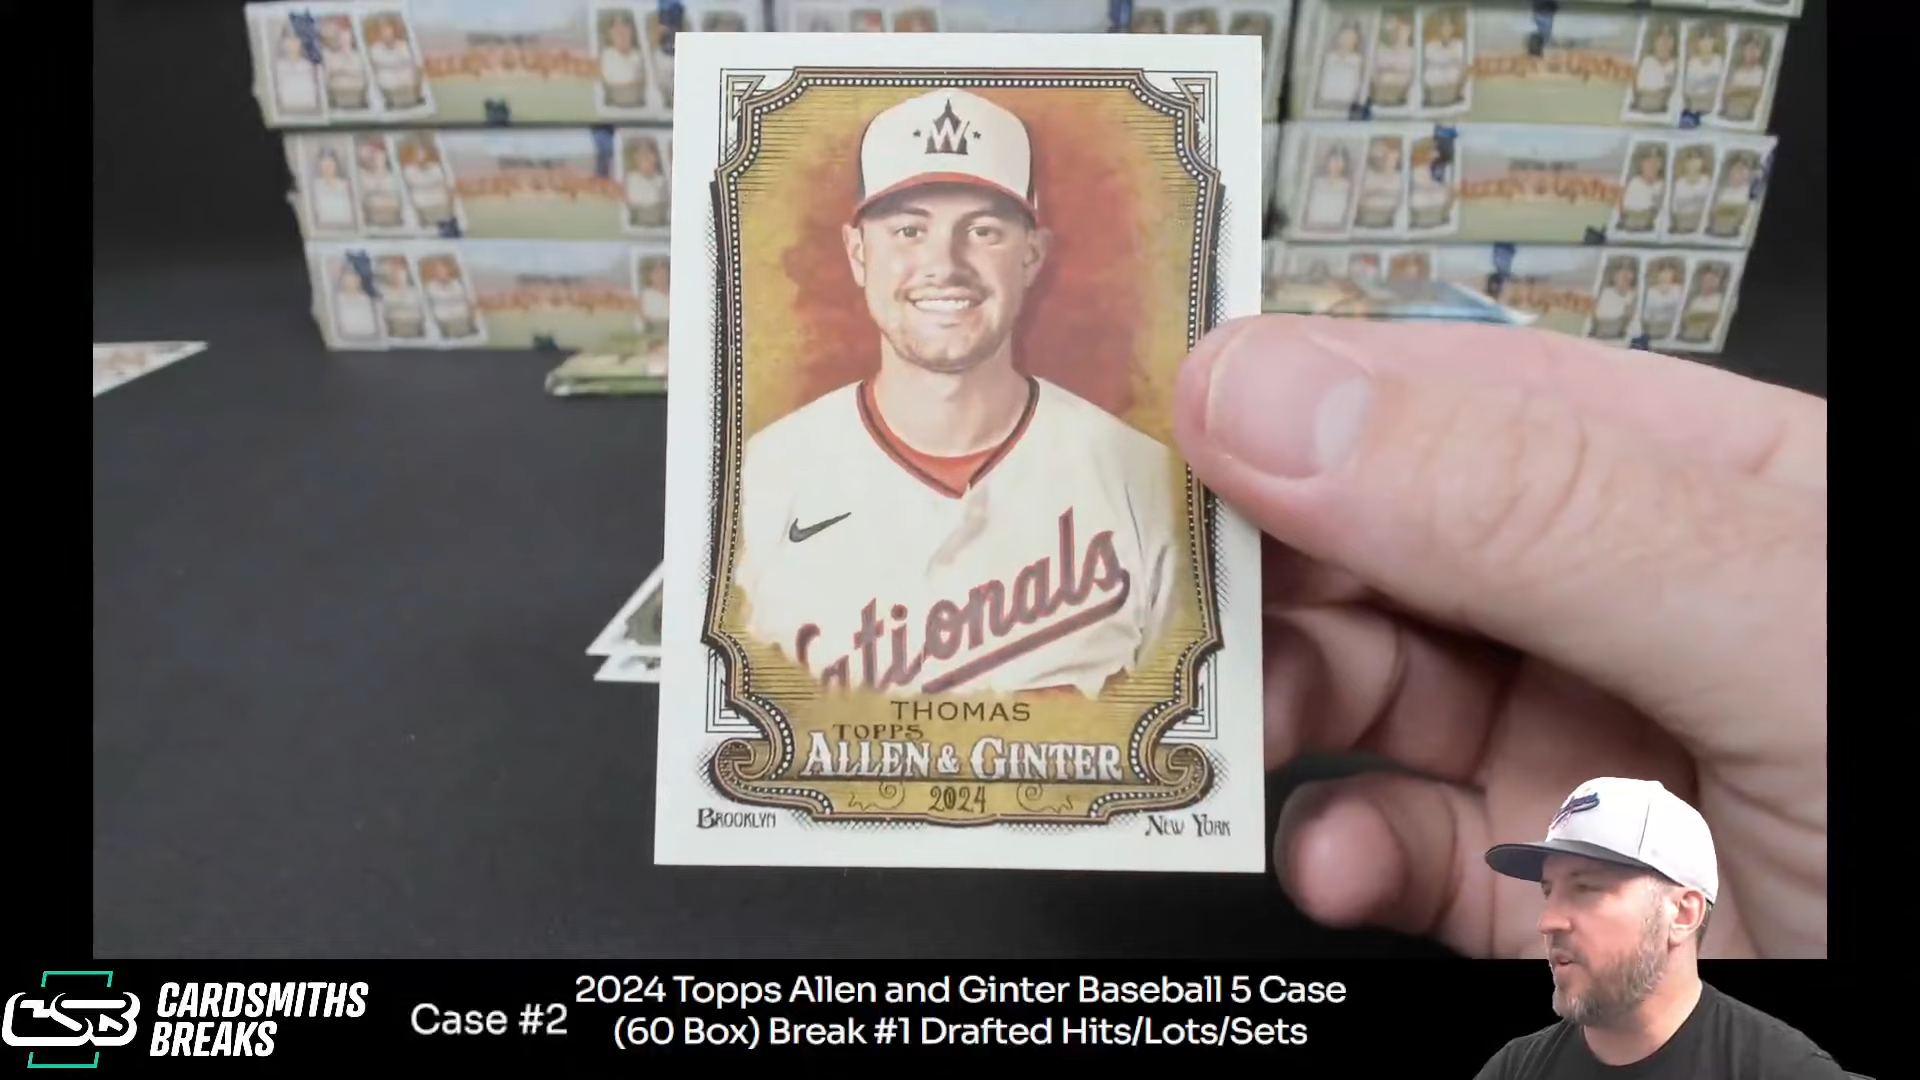 W
Nationals
THOMAS
TOPPS
ALLEN & GINTER
2024
BROOKLYN
NEW YORK
CSB
CARDSMITHS
BREAKS
Case #2
2024 Topps Allen and Ginter Baseball 5 Case
(60 Box) Break #1 Drafted Hits/Lots/Sets